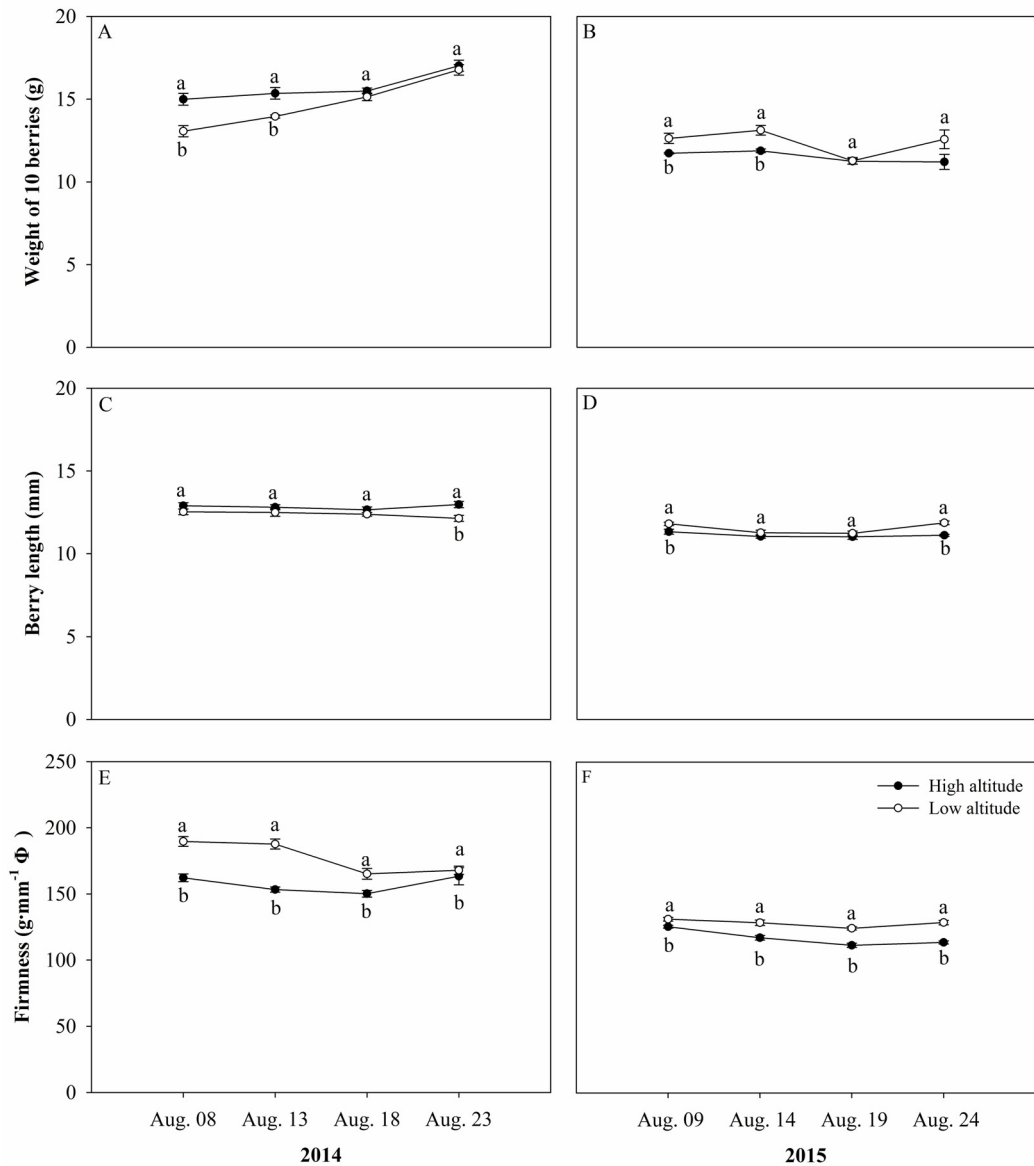 Weight of 10 berries (g)
20
15
10
5
0
A
a
a
a
a
b
b
B
a
a
a
a
b
b
Berry length (mm)
20
15
10
5
0
C
a
a
a
a
b
D
a
a
a
a
b
b
Firmness (g·mm⁻¹ Φ )
250
200
150
100
50
0
E
a
a
a
a
b
b
b
b
F
High altitude
Low altitude
a
a
a
a
b
b
b
b
Aug. 08 Aug. 13 Aug. 18 Aug. 23
Aug. 09 Aug. 14 Aug. 19 Aug. 24
2014
2015